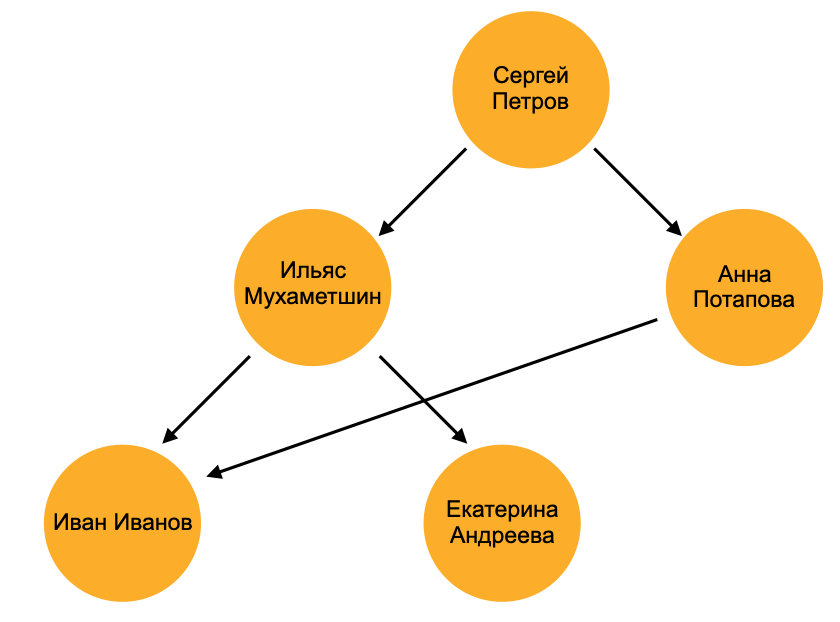 Сергей
Петров
Ильяс
Мухаметшин
Анна
Потапова
Иван Иванов
Екатерина
Андреева